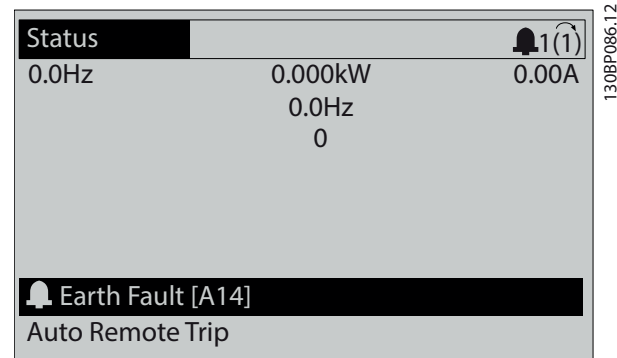 Status 1(1)
0.0Hz 0.000kW 0.00A
0.0Hz
0
Earth Fault [A14]
Auto Remote Trip
130BP086.12